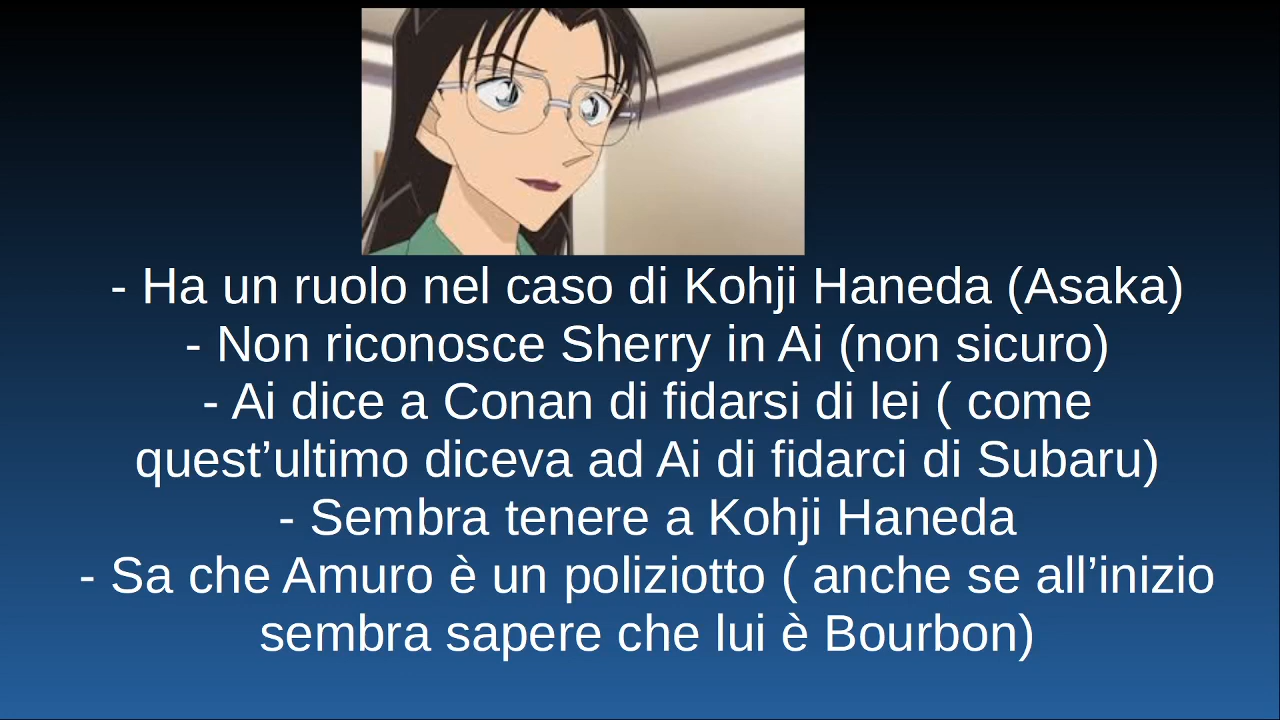 - Ha un ruolo nel caso di Kohji Haneda (Asaka)
- Non riconosce Sherry in Ai (non sicuro)
- Ai dice a Conan di fidarsi di lei ( come
quest’ultimo diceva ad Ai di fidarci di Subaru)
- Sembra tenere a Kohji Haneda
- Sa che Amuro è un poliziotto ( anche se all’inizio
sembra sapere che lui è Bourbon)